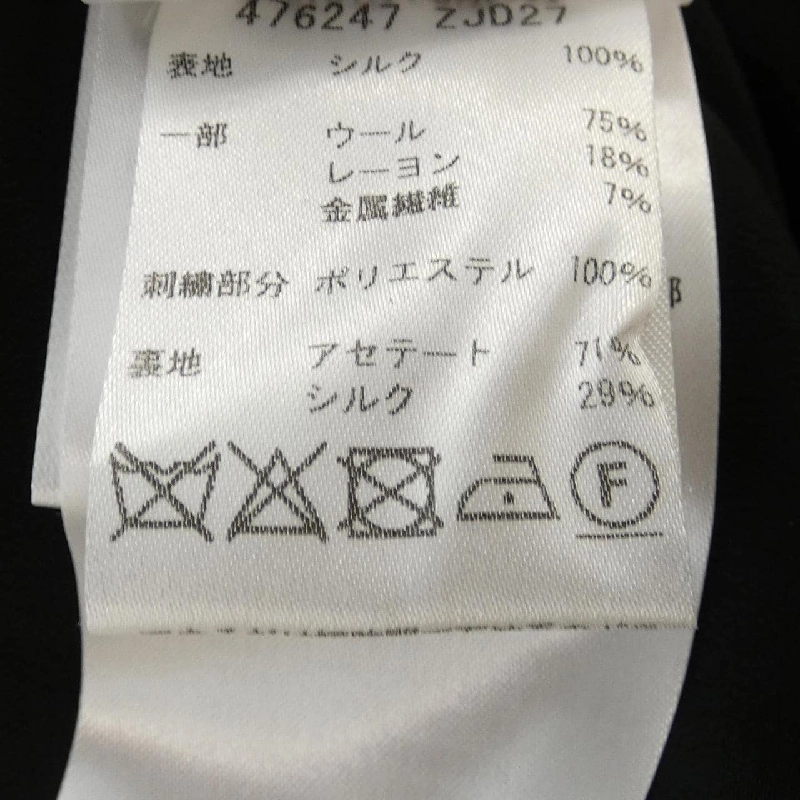 476247 ZJD27
表地 シルク 100%
一部 ウール 75%
レーヨン 18%
金属繊維 7%
刺繍部分 ポリエステル 100%
部
裏地 アセテート 71%
シルク 29%
F